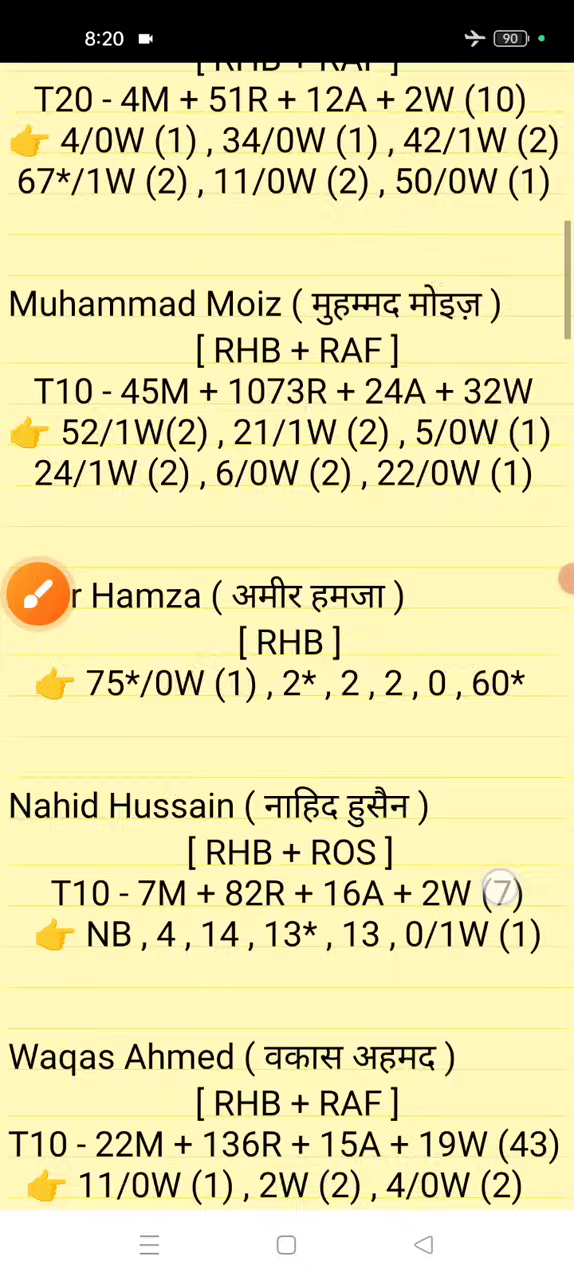 8:20
90
[ RHB + RAF ]
T20 - 4M + 51R + 12A + 2W (10)
👉 4/0W (1) , 34/0W (1) , 42/1W (2)
67*/1W (2) , 11/0W (2) , 50/0W (1)
Muhammad Moiz ( मुहम्मद मोइज़ )
[ RHB + RAF ]
T10 - 45M + 1073R + 24A + 32W
👉 52/1W(2) , 21/1W (2) , 5/0W (1)
24/1W (2) , 6/0W (2) , 22/0W (1)
r Hamza ( अमीर हमजा )
[ RHB ]
👉 75*/0W (1) , 2* , 2 , 2 , 0 , 60*
Nahid Hussain ( नाहिद हुसैन )
[ RHB + ROS ]
T10 - 7M + 82R + 16A + 2W (7)
👉 NB , 4 , 14 , 13* , 13 , 0/1W (1)
Waqas Ahmed ( वकास अहमद )
[ RHB + RAF ]
T10 - 22M + 136R + 15A + 19W (43)
👉 11/0W (1) , 2W (2) , 4/0W (2)